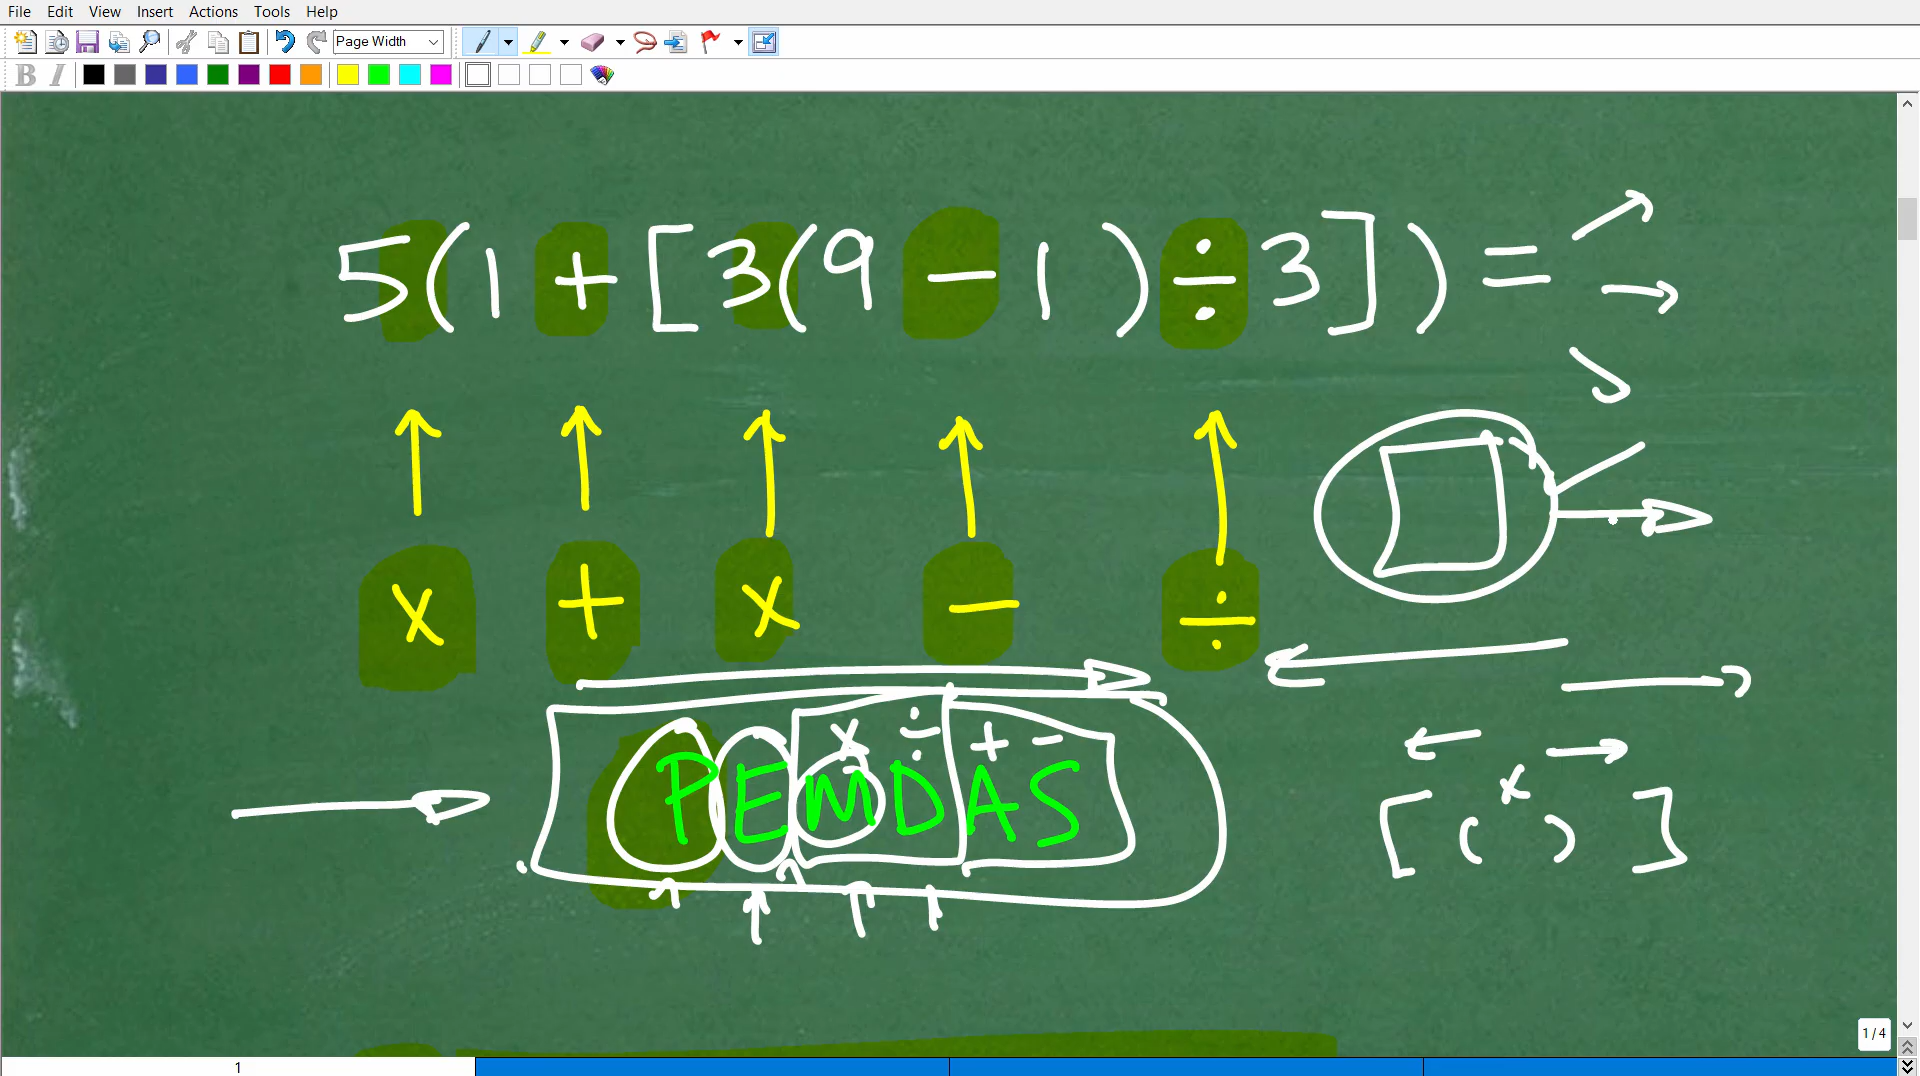 File Edit View Insert Actions Tools Help
Page Width
B I
5(1 + [3(9 − 1) ÷ 3]) =
x + x − ÷
x ÷ + −
PEMDAS
x
[ ( ) ]
1 / 4
1